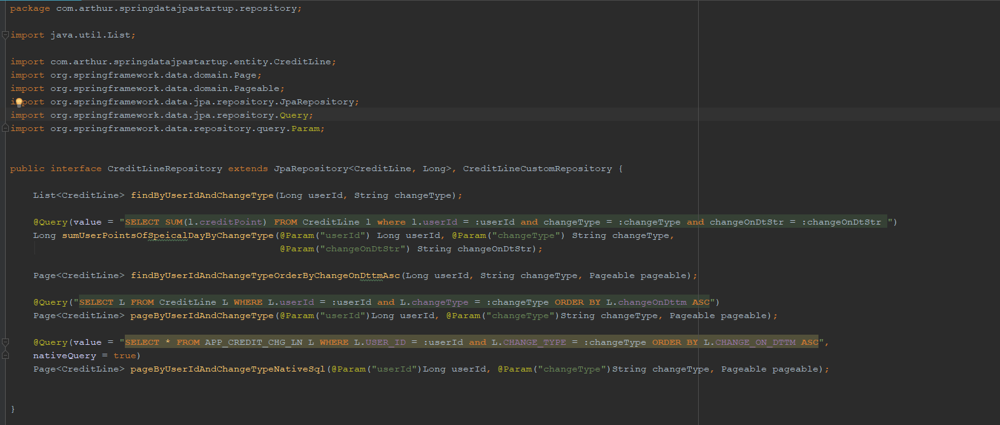 package com.arthur.springdatajpastartup.repository;
import java.util.List;
import com.arthur.springdatajpastartup.entity.CreditLine;
import org.springframework.data.domain.Page;
import org.springframework.data.domain.Pageable;
import org.springframework.data.jpa.repository.JpaRepository;
import org.springframework.data.jpa.repository.Query;
import org.springframework.data.repository.query.Param;
public interface CreditLineRepository extends JpaRepository<CreditLine, Long>, CreditLineCustomRepository {
List<CreditLine> findByUserIdAndChangeType(Long userId, String changeType);
@Query(value = "SELECT SUM(l.creditPoint) FROM CreditLine l where l.userId = :userId and changeType = :changeType and changeOnDtStr = :changeOnDtStr ")
Long sumUserPointsOfSpeicalDayByChangeType(@Param("userId") Long userId, @Param("changeType") String changeType,
@Param("changeOnDtStr") String changeOnDtStr);
Page<CreditLine> findByUserIdAndChangeTypeOrderByChangeOnDttmAsc(Long userId, String changeType, Pageable pageable);
@Query("SELECT L FROM CreditLine L WHERE L.userId = :userId and L.changeType = :changeType ORDER BY L.changeOnDttm ASC")
Page<CreditLine> pageByUserIdAndChangeType(@Param("userId")Long userId, @Param("changeType")String changeType, Pageable pageable);
@Query(value = "SELECT * FROM APP_CREDIT_CHG_LN L WHERE L.USER_ID = :userId and L.CHANGE_TYPE = :changeType ORDER BY L.CHANGE_ON_DTTM ASC",
nativeQuery = true)
Page<CreditLine> pageByUserIdAndChangeTypeNativeSql(@Param("userId")Long userId, @Param("changeType")String changeType, Pageable pageable);
}